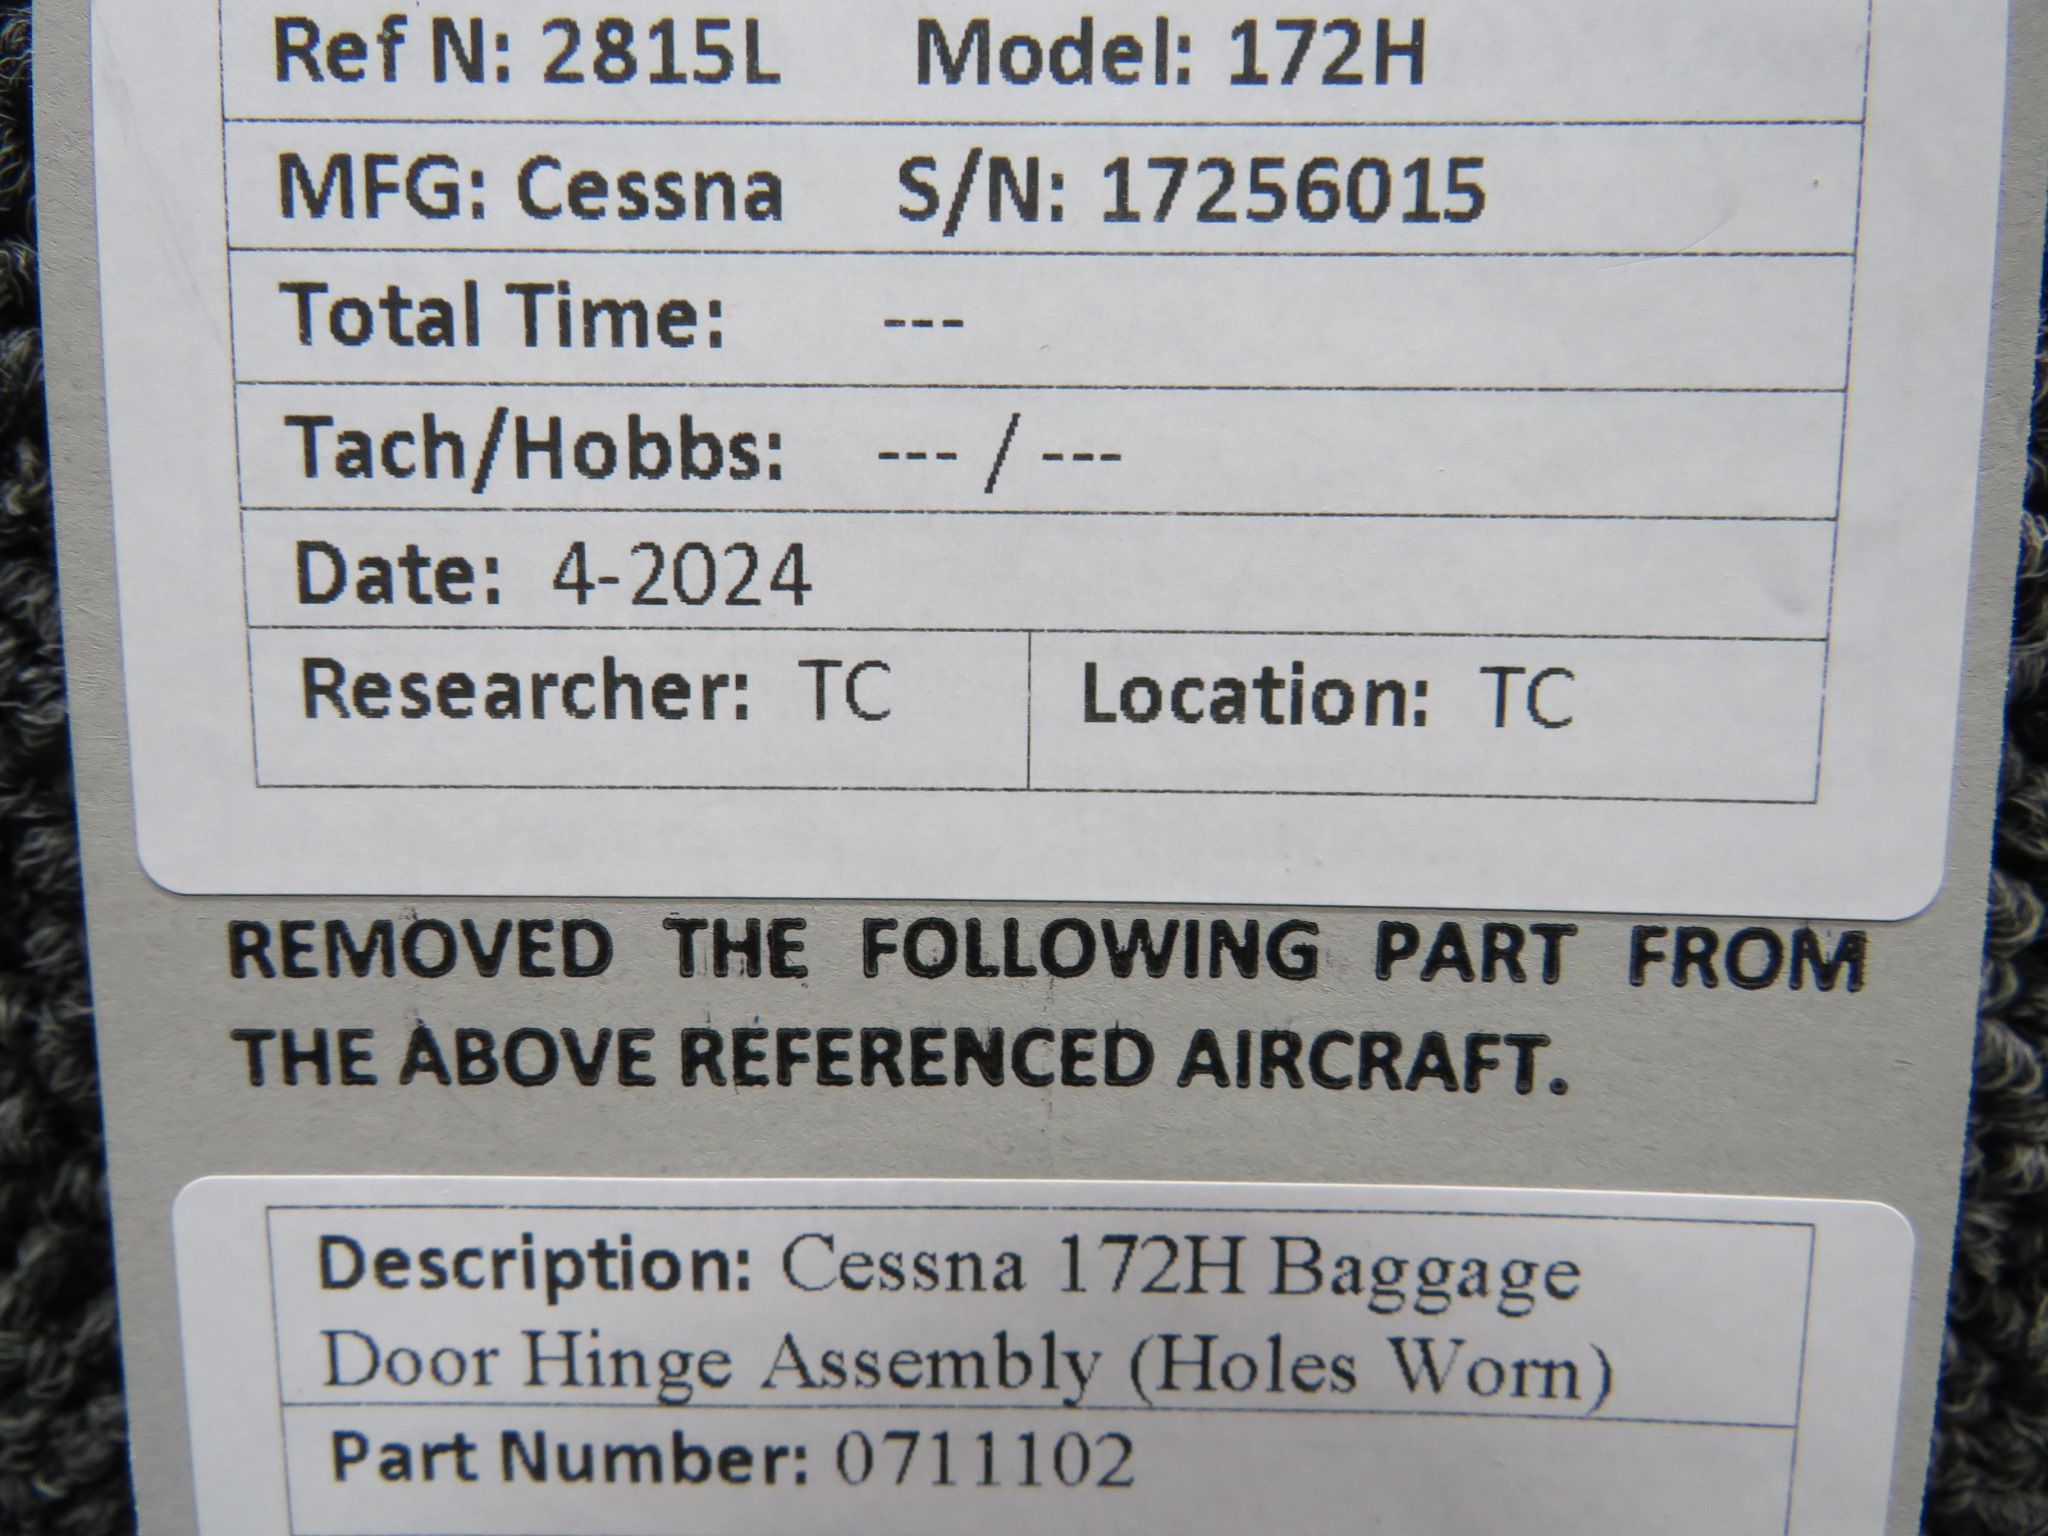 Ref N: 2815L Model: 172H
MFG: Cessna S/N: 17256015
Total Time: ---
Tach/Hobbs: --- / ---
Date: 4-2024
Researcher: TC Location: TC
REMOVED THE FOLLOWING PART FROM
THE ABOVE REFERENCED AIRCRAFT.
Description: Cessna 172H Baggage
Door Hinge Assembly (Holes Worn)
Part Number: 0711102